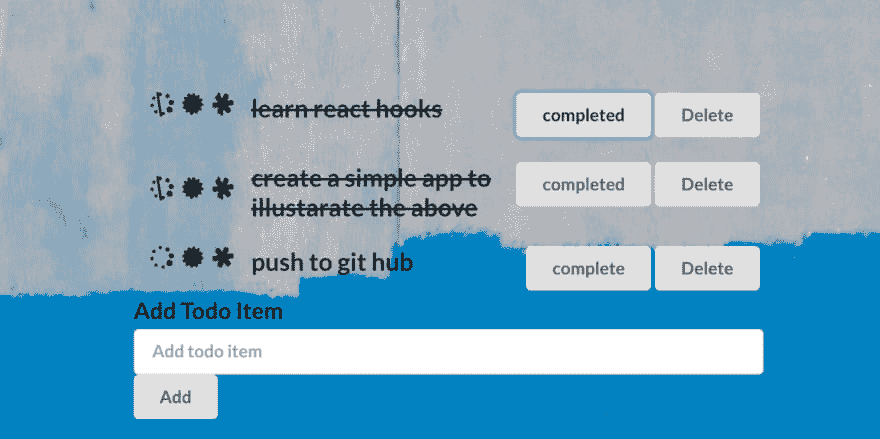 learn react hooks completed Delete
create a simple app to completed Delete
illustarate the above
push to git hub complete Delete
Add Todo Item
Add todo item
Add